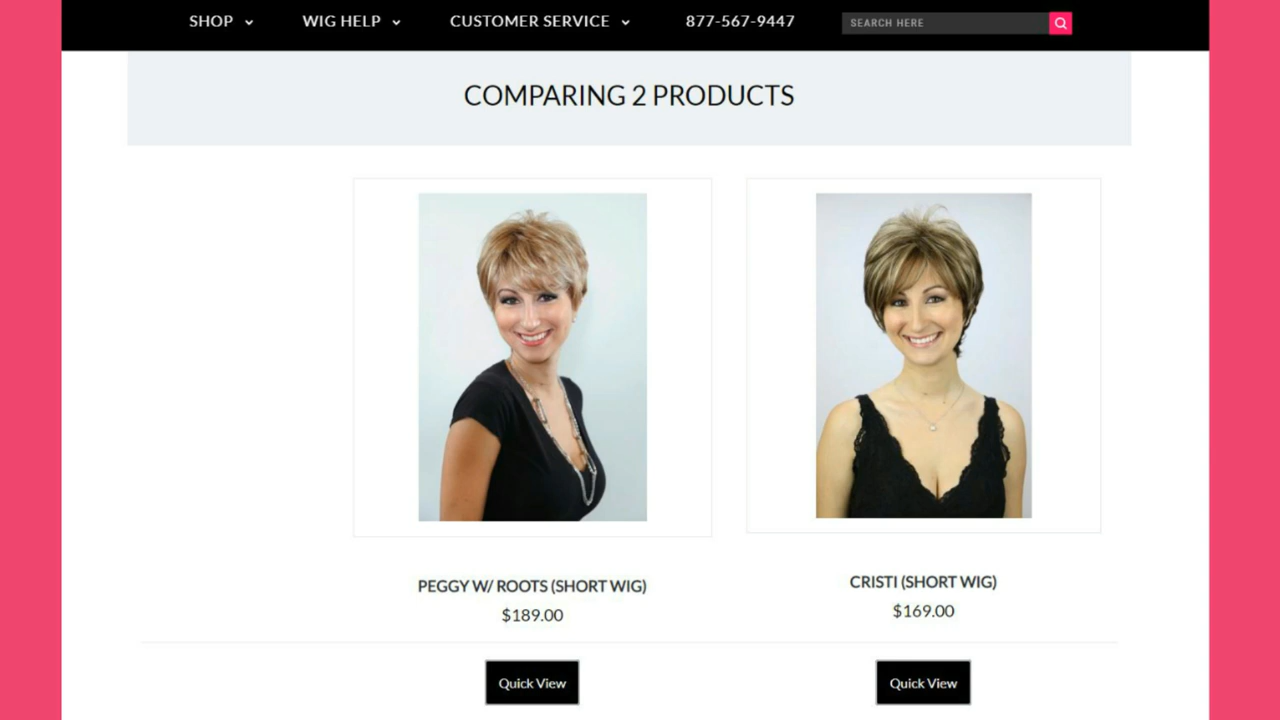 SHOP WIG HELP CUSTOMER SERVICE 877-567-9447 SEARCH HERE
COMPARING 2 PRODUCTS
PEGGY W/ ROOTS (SHORT WIG)
$189.00
CRISTI (SHORT WIG)
$169.00
Quick View
Quick View